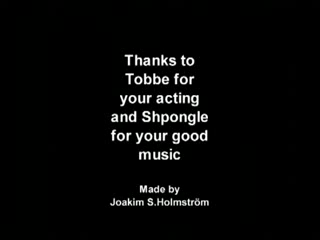 Thanks to
Tobbe for
your acting
and Shpongle
for your good
music
Made by
Joakim S.Holmström